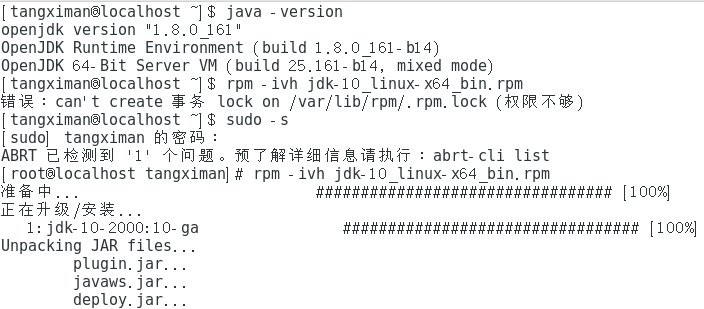 [tangximan@localhost ~]$ java -version
openjdk version "1.8.0_161"
OpenJDK Runtime Environment (build 1.8.0_161-b14)
OpenJDK 64-Bit Server VM (build 25.161-b14, mixed mode)
[tangximan@localhost ~]$ rpm -ivh jdk-10_linux-x64_bin.rpm
错误：can't create 事务 lock on /var/lib/rpm/.rpm.lock (权限不够)
[tangximan@localhost ~]$ sudo -s
[sudo] tangximan 的密码：
ABRT 已检测到 '1' 个问题。预了解详细信息请执行：abrt-cli list
[root@localhost tangximan]# rpm -ivh jdk-10_linux-x64_bin.rpm
准备中... ################################# [100%]
正在升级/安装...
1:jdk-10-2000:10-ga ################################# [100%]
Unpacking JAR files...
plugin.jar...
javaws.jar...
deploy.jar...